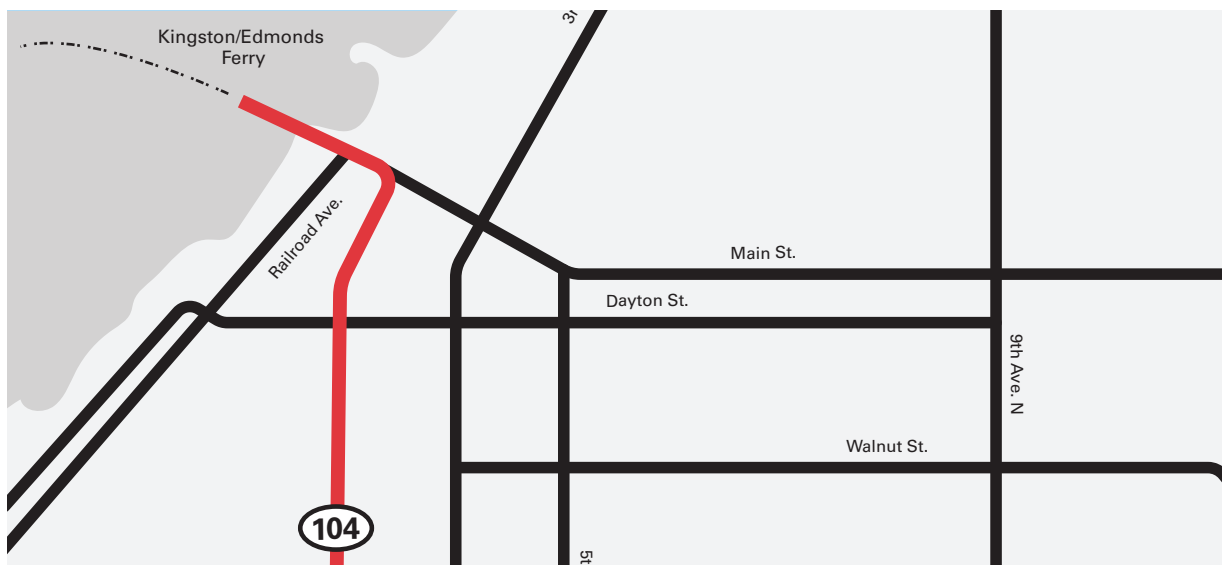 Kingston/Edmonds
Ferry
Railroad Ave.
Main St.
Dayton St.
9th Ave. N
Walnut St.
104